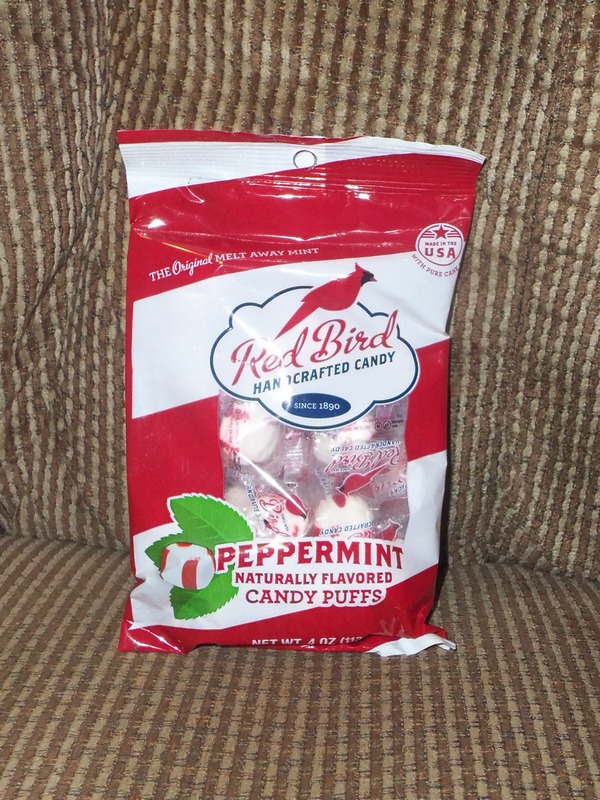 THE Original MELT AWAY MINT
MADE IN THE
USA
WITH PURE CANE
Red Bird
HANDCRAFTED CANDY
SINCE 1890
PEPPERMINT
NATURALLY FLAVORED
CANDY PUFFS
NET WT. 4 OZ